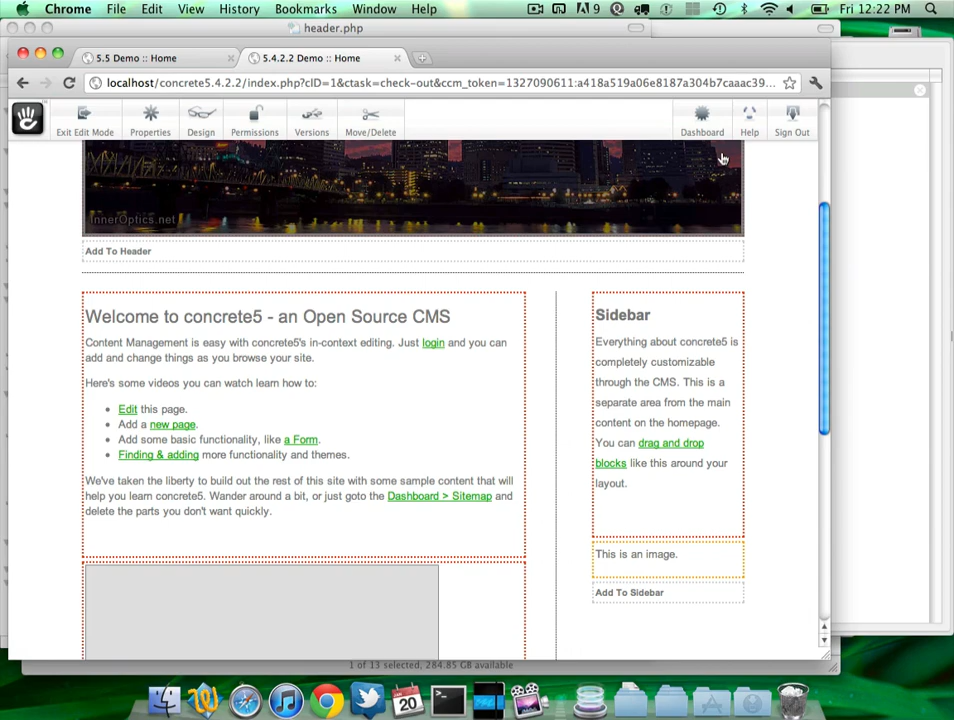 Chrome File Edit View History Bookmarks Window Help 9 Fri 12:22 PM
header.php
5.5 Demo :: Home 5.4.2.2 Demo :: Home
localhost/concrete5.4.2.2/index.php?cID=1&ctask=check-out&ccm_token=1327090611:a418a519a06e8187a304b7caaac39...
Exit Edit Mode Properties Design Permissions Versions Move/Delete Dashboard Help Sign Out
InnerOptics.net
Add To Header
Welcome to concrete5 - an Open Source CMS
Content Management is easy with concrete5's in-context editing. Just login and you can
add and change things as you browse your site.
Here's some videos you can watch learn how to:
Edit this page.
Add a new page.
Add some basic functionality, like a Form.
Finding & adding more functionality and themes.
We've taken the liberty to build out the rest of this site with some sample content that will
help you learn concrete5. Wander around a bit, or just goto the Dashboard > Sitemap and
delete the parts you don't want quickly.
Sidebar
Everything about concrete5 is
completely customizable
through the CMS. This is a
separate area from the main
content on the homepage.
You can drag and drop
blocks like this around your
layout.
This is an image.
Add To Sidebar
1 of 13 selected, 284.85 GB available
20